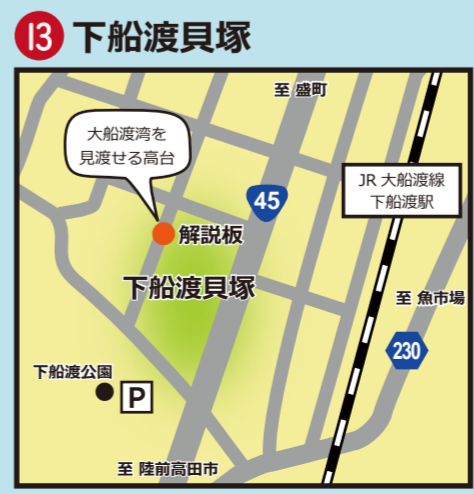 13 下船渡貝塚
至 盛町
大船渡湾を
見渡せる高台
45
JR 大船渡線
下船渡駅
解説板
下船渡貝塚
至 魚市場
230
下船渡公園
P
至 陸前高田市